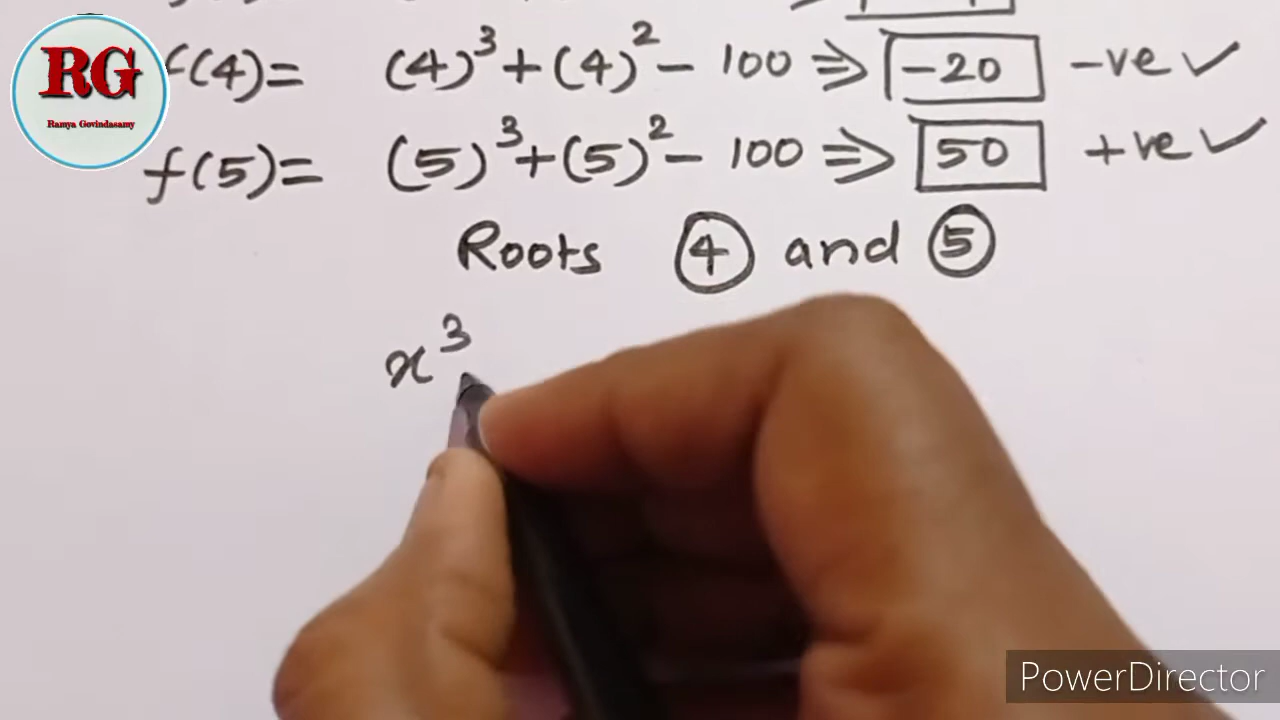 RG
Ramya Govindasamy
f(4)= (4)³+(4)²- 100 ⇒ -20 -ve ✓
f(5)= (5)³+(5)²- 100 ⇒ 50 +ve ✓
Roots 4 and 5
x³
PowerDirector